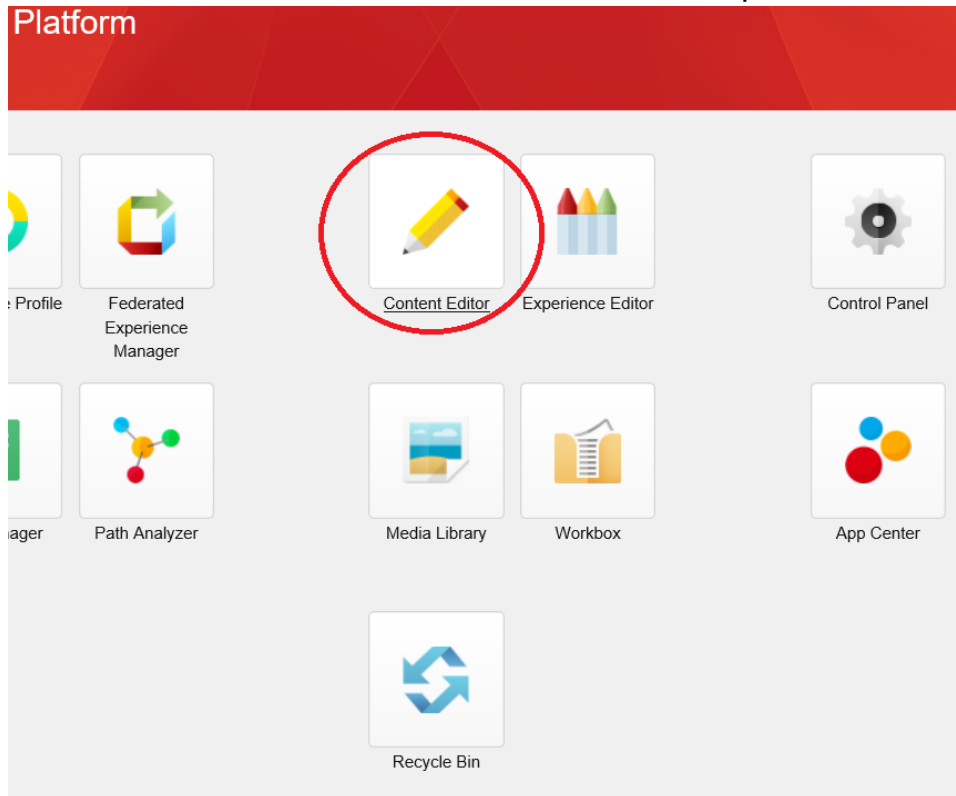 Platform
Profile
Federated
Experience
Manager
Content Editor
Experience Editor
Control Panel
Path Analyzer
Media Library
Workbox
App Center
Recycle Bin